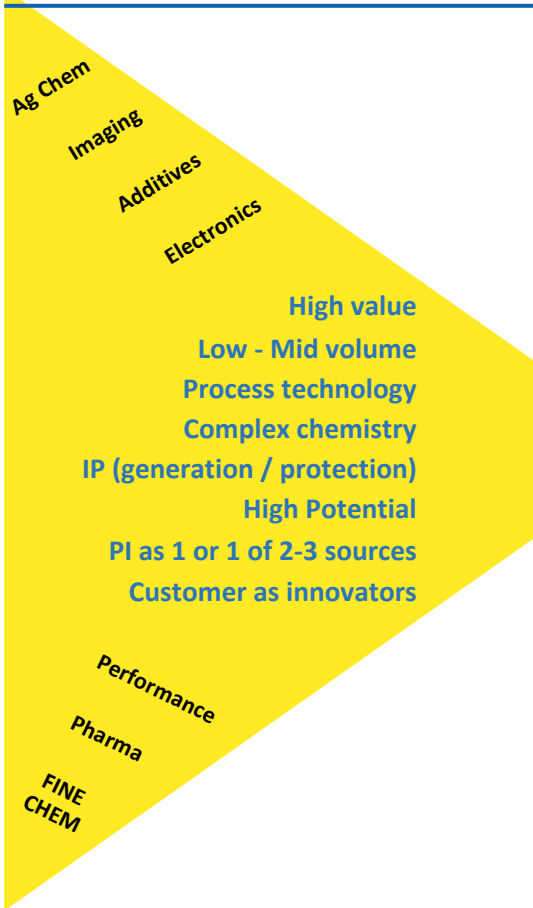 Ag Chem
Imaging
Additives
Electronics
High value
Low - Mid volume
Process technology
Complex chemistry
IP (generation / protection)
High Potential
PI as 1 or 1 of 2-3 sources
Customer as innovators
Performance
Pharma
FINE
CHEM